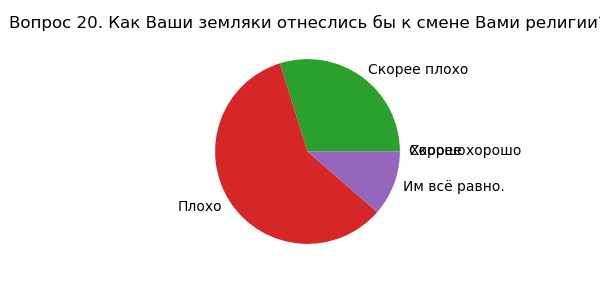 Вопрос 20. Как Ваши земляки отнеслись бы к смене Вами религии?
Скорее плохо
Хорошо
Скорее хорошо
Им всё равно.
Плохо